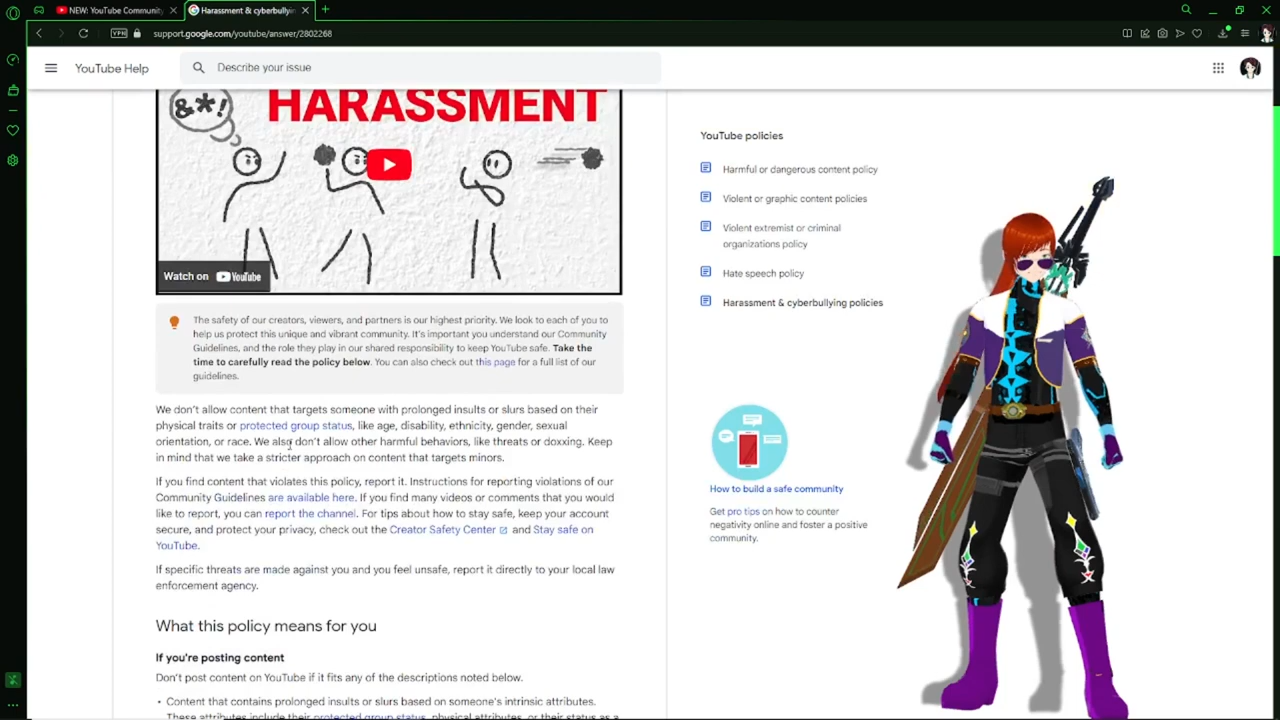 NEW: YouTube Community
Harassment & cyberbullyin
VPN
support.google.com/youtube/answer/2802268
YouTube Help
Describe your issue
&*!
HARASSMENT
Watch on YouTube
The safety of our creators, viewers, and partners is our highest priority. We look to each of you to
help us protect this unique and vibrant community. It's important you understand our Community
Guidelines, and the role they play in our shared responsibility to keep YouTube safe. Take the
time to carefully read the policy below. You can also check out this page for a full list of our
guidelines.
We don't allow content that targets someone with prolonged insults or slurs based on their
physical traits or protected group status, like age, disability, ethnicity, gender, sexual
orientation, or race. We also don't allow other harmful behaviors, like threats or doxxing. Keep
in mind that we take a stricter approach on content that targets minors.
If you find content that violates this policy, report it. Instructions for reporting violations of our
Community Guidelines are available here. If you find many videos or comments that you would
like to report, you can report the channel. For tips about how to stay safe, keep your account
secure, and protect your privacy, check out the Creator Safety Center and Stay safe on
YouTube.
If specific threats are made against you and you feel unsafe, report it directly to your local law
enforcement agency.
What this policy means for you
If you're posting content
Don't post content on YouTube if it fits any of the descriptions noted below.
• Content that contains prolonged insults or slurs based on someone's intrinsic attributes.
These attributes include their protected group status, physical attributes, or their status as a
YouTube policies
Harmful or dangerous content policy
Violent or graphic content policies
Violent extremist or criminal
organizations policy
Hate speech policy
Harassment & cyberbullying policies
How to build a safe community
Get pro tips on how to counter
negativity online and foster a positive
community.